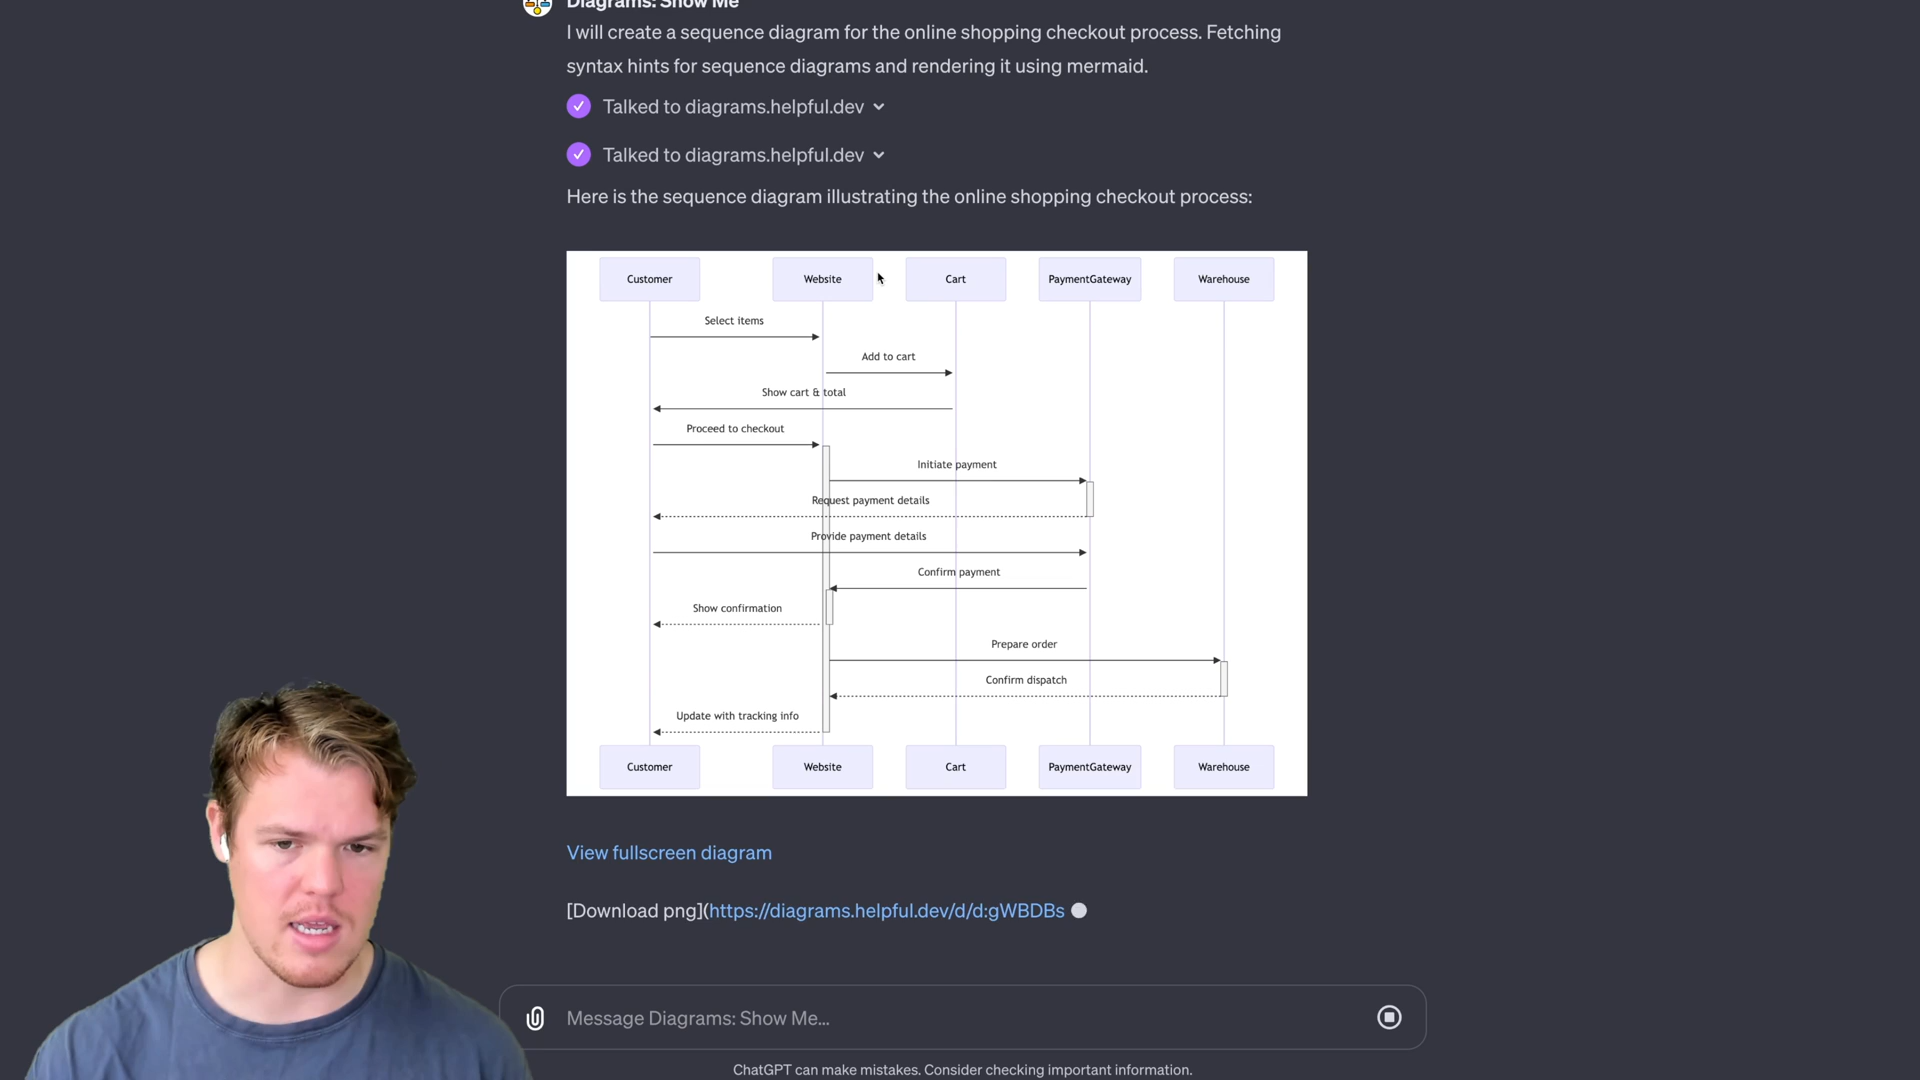 Diagrams: Show Me
I will create a sequence diagram for the online shopping checkout process. Fetching
syntax hints for sequence diagrams and rendering it using mermaid.
Talked to diagrams.helpful.dev
Talked to diagrams.helpful.dev
Here is the sequence diagram illustrating the online shopping checkout process:
Customer Website Cart PaymentGateway Warehouse
Select items
Add to cart
Show cart & total
Proceed to checkout
Initiate payment
Request payment details
Provide payment details
Confirm payment
Show confirmation
Prepare order
Confirm dispatch
Update with tracking info
Customer Website Cart PaymentGateway Warehouse
View fullscreen diagram
[Download png](https://diagrams.helpful.dev/d/d:gWBDBs
Message Diagrams: Show Me...
ChatGPT can make mistakes. Consider checking important information.